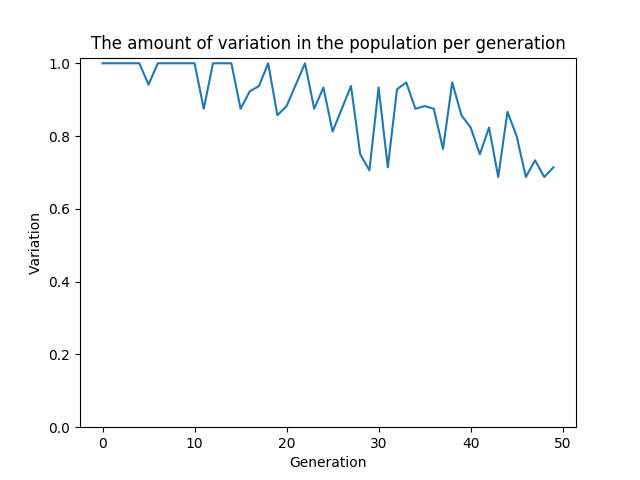 The amount of variation in the population per generation
1.0
0.8
0.6
0.4
0.2
0.0
Variation
0 10 20 30 40 50
Generation